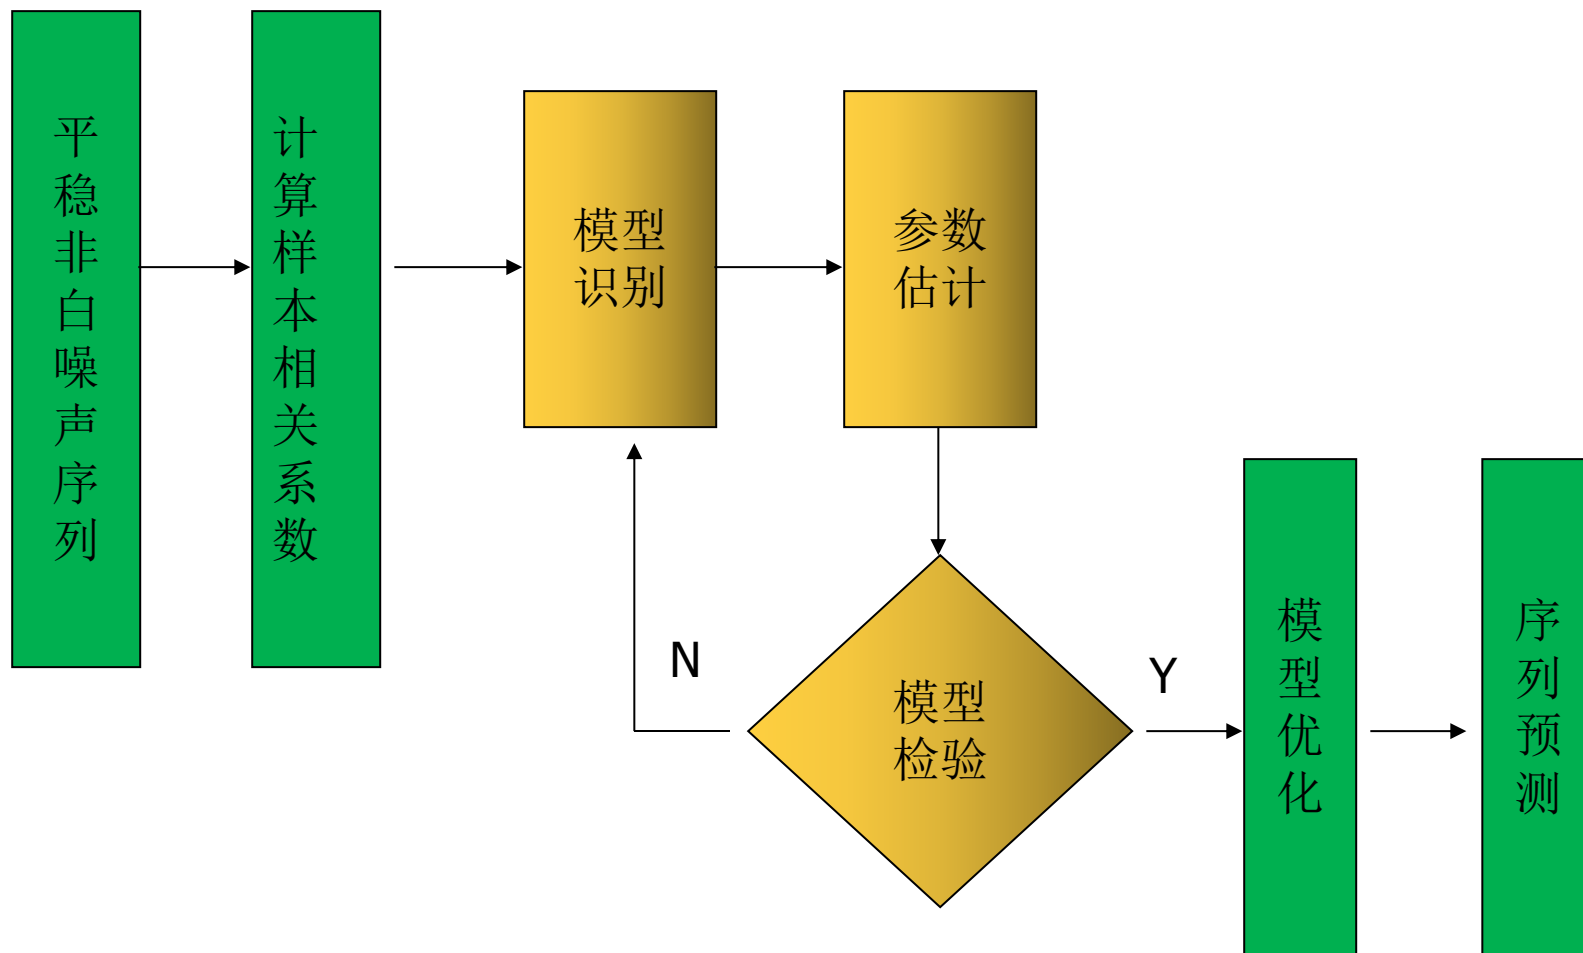 平稳非白噪声序列
计算样本相关系数
模型
识别
参数
估计
N
模型
检验
Y
模型优化
序列预测